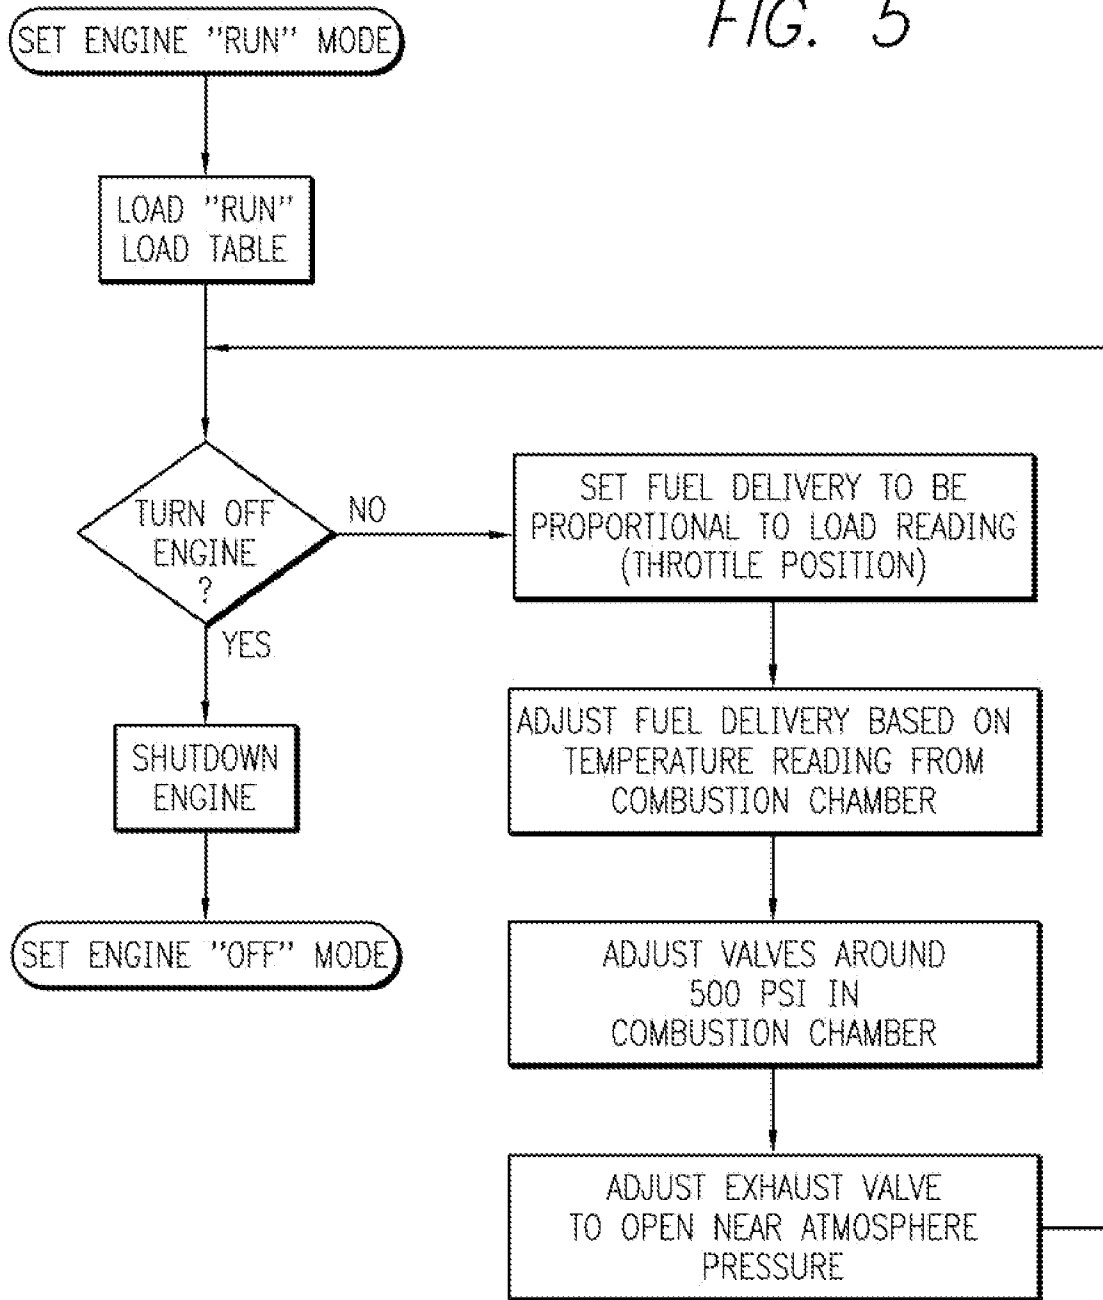 FIG. 5
SET ENGINE "RUN" MODE
LOAD "RUN"
LOAD TABLE
TURN OFF
ENGINE
?
NO
YES
SHUTDOWN
ENGINE
SET ENGINE "OFF" MODE
SET FUEL DELIVERY TO BE
PROPORTIONAL TO LOAD READING
(THROTTLE POSITION)
ADJUST FUEL DELIVERY BASED ON
TEMPERATURE READING FROM
COMBUSTION CHAMBER
ADJUST VALVES AROUND
500 PSI IN
COMBUSTION CHAMBER
ADJUST EXHAUST VALVE
TO OPEN NEAR ATMOSPHERE
PRESSURE